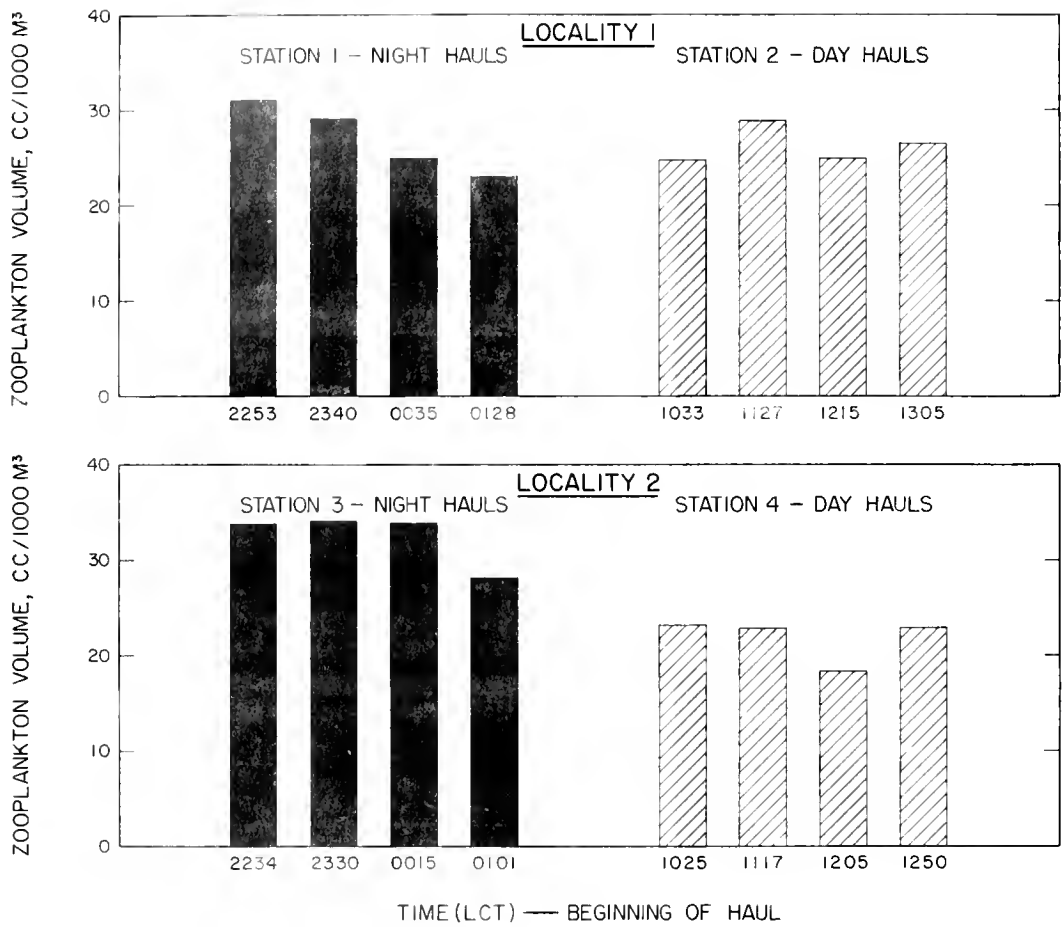 LOCALITY 1
STATION 1 – NIGHT HAULS
STATION 2 – DAY HAULS
ZOOPLANKTON VOLUME, CC/1000 M³
40
30
20
10
0
2253 2340 0035 0128 1033 1127 1215 1305
LOCALITY 2
STATION 3 – NIGHT HAULS
STATION 4 – DAY HAULS
ZOOPLANKTON VOLUME, CC/1000 M³
40
30
20
10
0
2234 2330 0015 0101 1025 1117 1205 1250
TIME (LCT) — BEGINNING OF HAUL